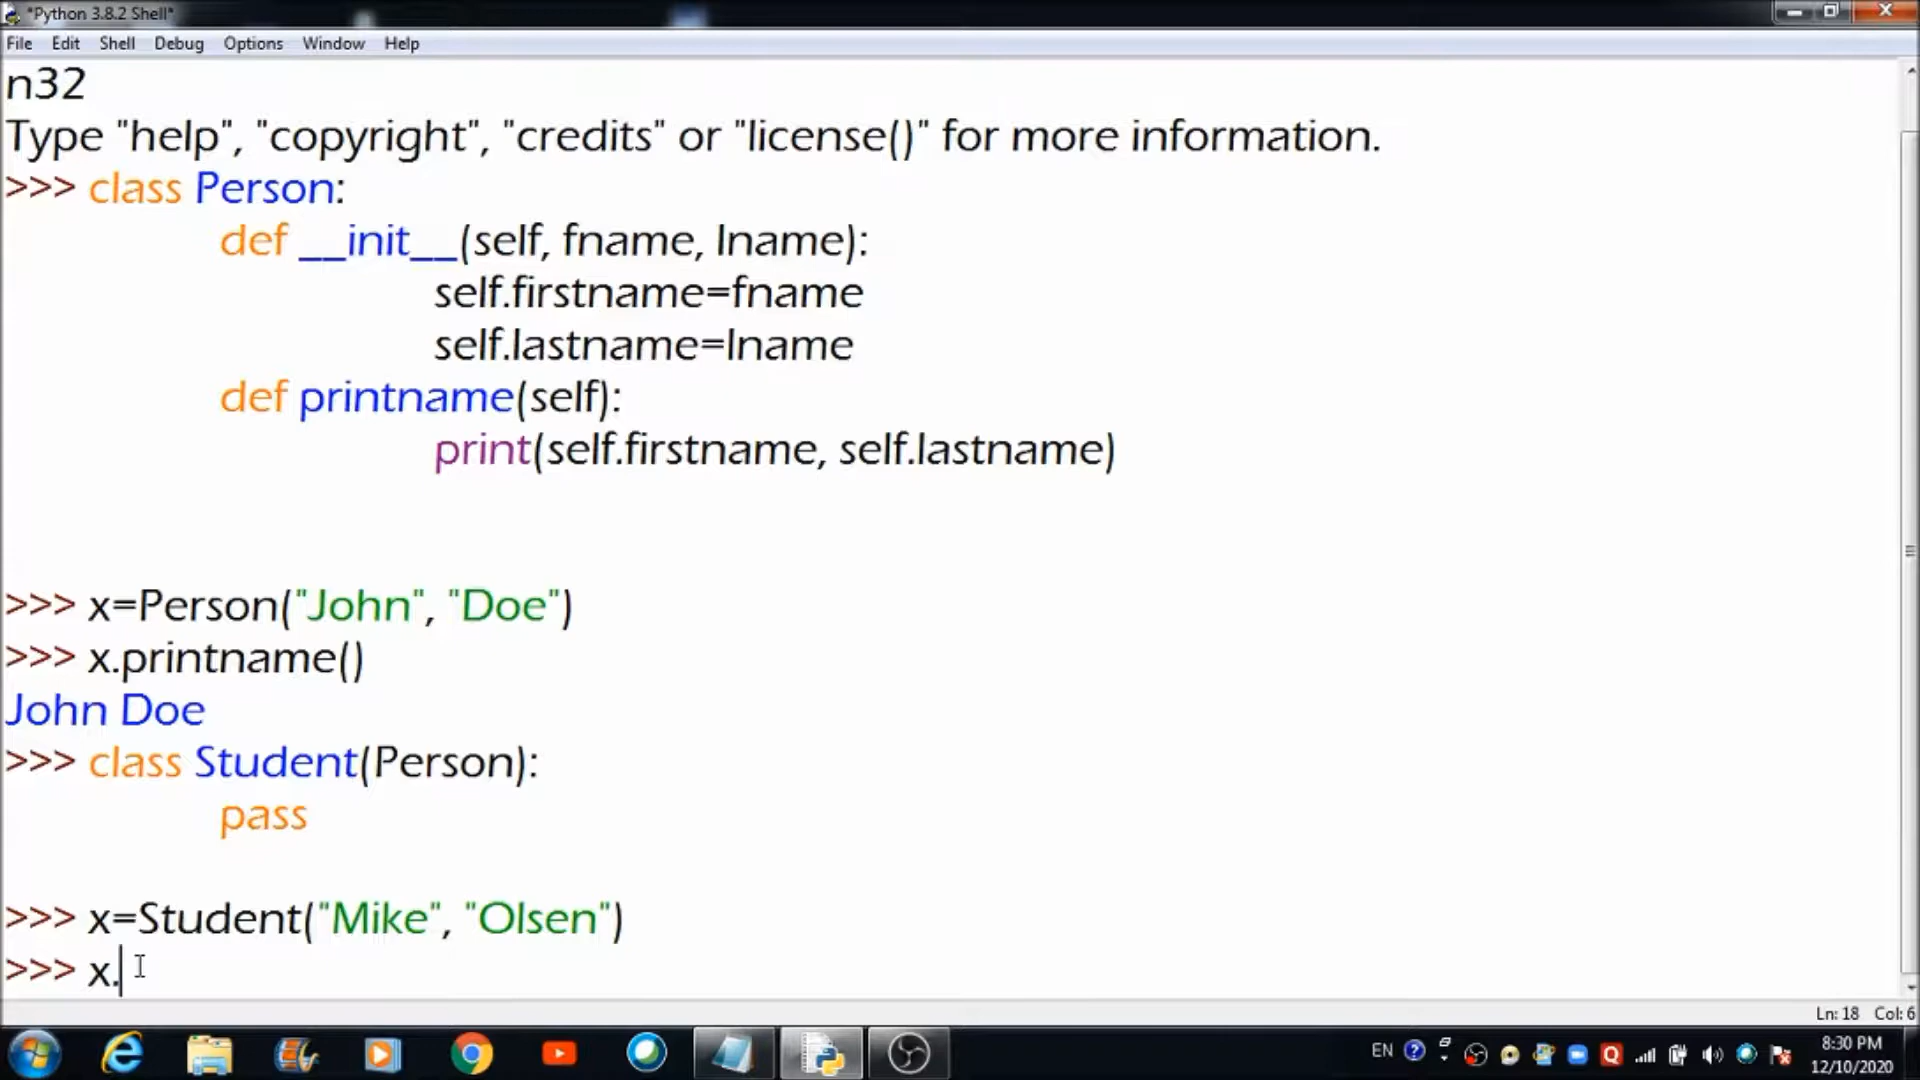 *Python 3.8.2 Shell*
File Edit Shell Debug Options Window Help
n32
Type "help", "copyright", "credits" or "license()" for more information.
>>> class Person:
def __init__(self, fname, lname):
self.firstname=fname
self.lastname=lname
def printname(self):
print(self.firstname, self.lastname)
>>> x=Person("John", "Doe")
>>> x.printname()
John Doe
>>> class Student(Person):
pass
>>> x=Student("Mike", "Olsen")
>>> x.
Ln: 18 Col: 6
EN
8:30 PM
12/10/2020